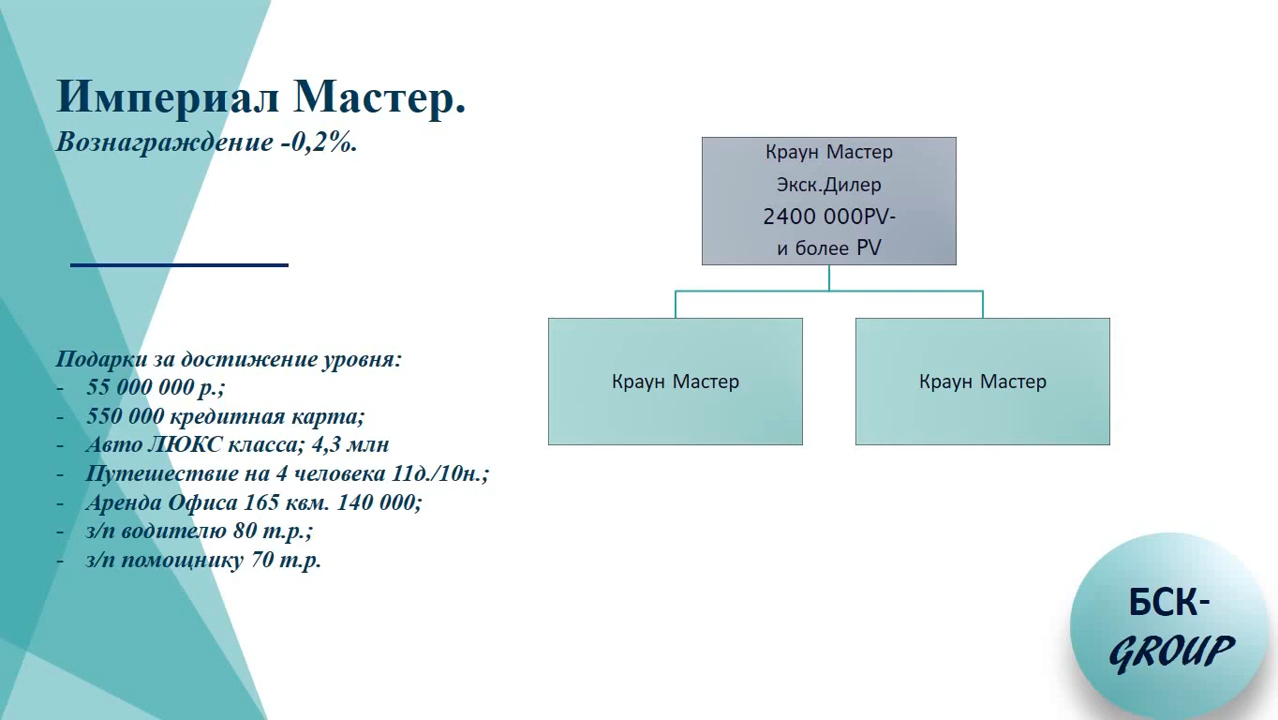 Империал Мастер.
Вознаграждение -0,2%.
Подарки за достижение уровня:
- 55 000 000 р.;
- 550 000 кредитная карта;
- Авто ЛЮКС класса; 4,3 млн
- Путешествие на 4 человека 11д./10н.;
- Аренда Офиса 165 квм. 140 000;
- з/п водителю 80 т.р.;
- з/п помощнику 70 т.р.
Краун Мастер
Экск.Дилер
2400 000PV-
и более PV
Краун Мастер
Краун Мастер
БСК-
GROUP